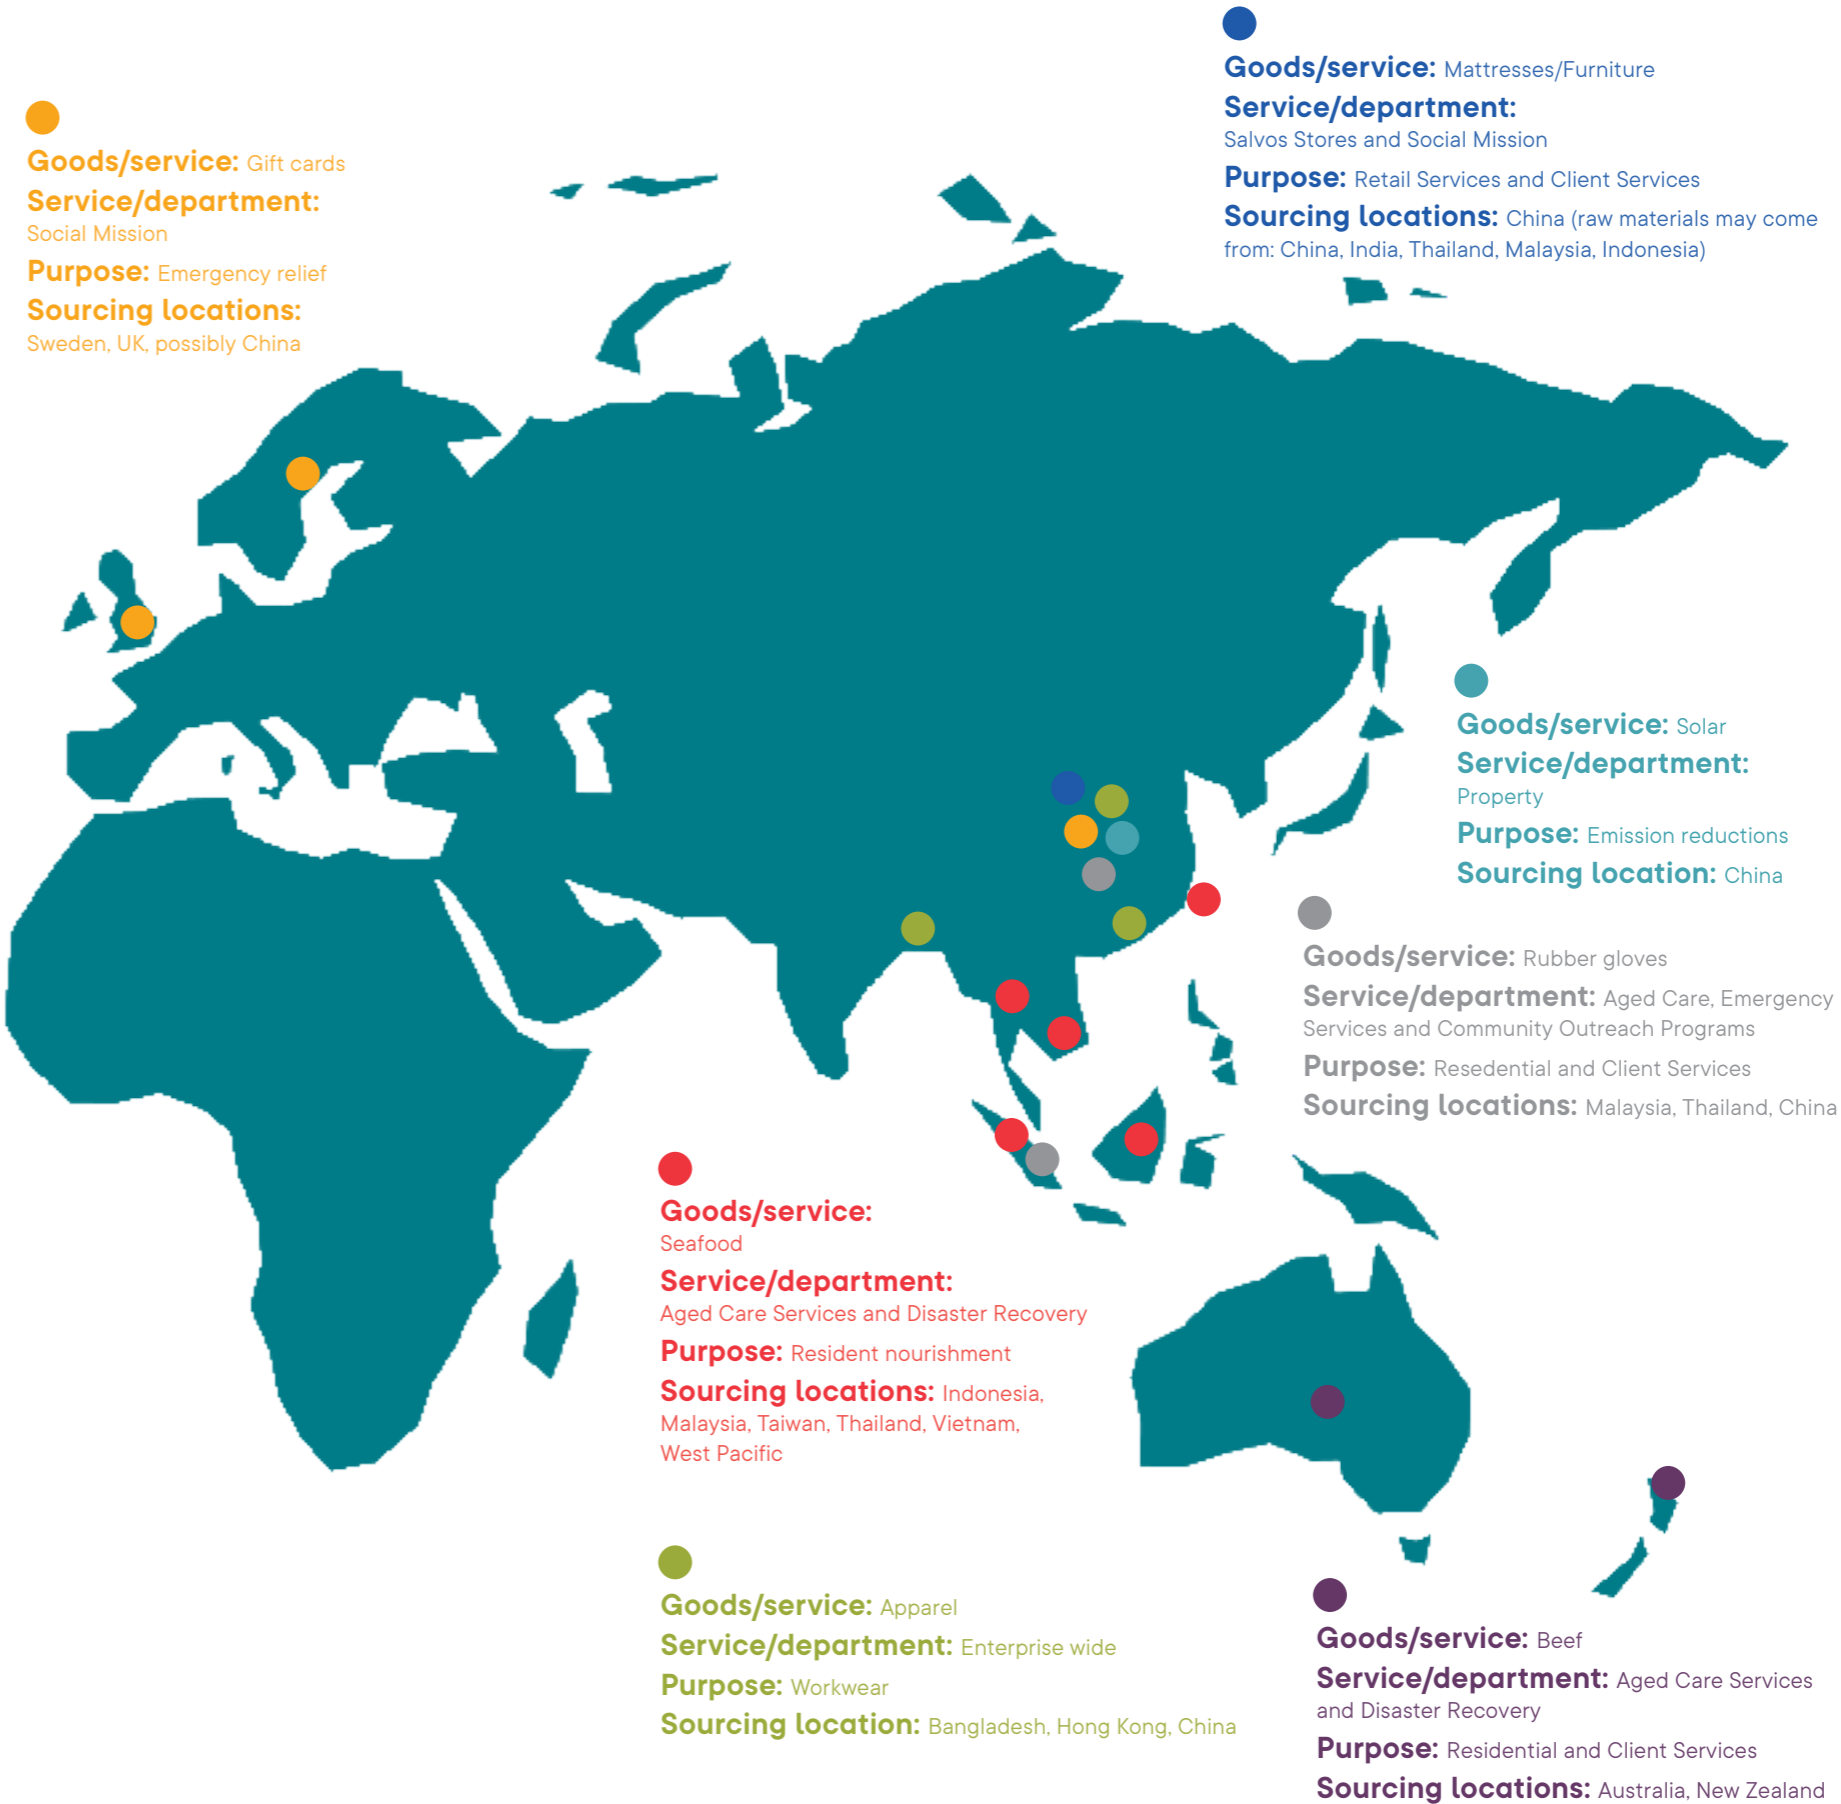 Goods/service: Mattresses/Furniture
Service/department:
Salvos Stores and Social Mission
Purpose: Retail Services and Client Services
Sourcing locations: China (raw materials may come
from: China, India, Thailand, Malaysia, Indonesia)
Goods/service: Gift cards
Service/department:
Social Mission
Purpose: Emergency relief
Sourcing locations:
Sweden, UK, possibly China
Goods/service: Solar
Service/department:
Property
Purpose: Emission reductions
Sourcing location: China
Goods/service: Rubber gloves
Service/department: Aged Care, Emergency
Services and Community Outreach Programs
Purpose: Resedential and Client Services
Sourcing locations: Malaysia, Thailand, China
Goods/service:
Seafood
Service/department:
Aged Care Services and Disaster Recovery
Purpose: Resident nourishment
Sourcing locations: Indonesia,
Malaysia, Taiwan, Thailand, Vietnam,
West Pacific
Goods/service: Apparel
Service/department: Enterprise wide
Purpose: Workwear
Sourcing location: Bangladesh, Hong Kong, China
Goods/service: Beef
Service/department: Aged Care Services
and Disaster Recovery
Purpose: Residential and Client Services
Sourcing locations: Australia, New Zealand